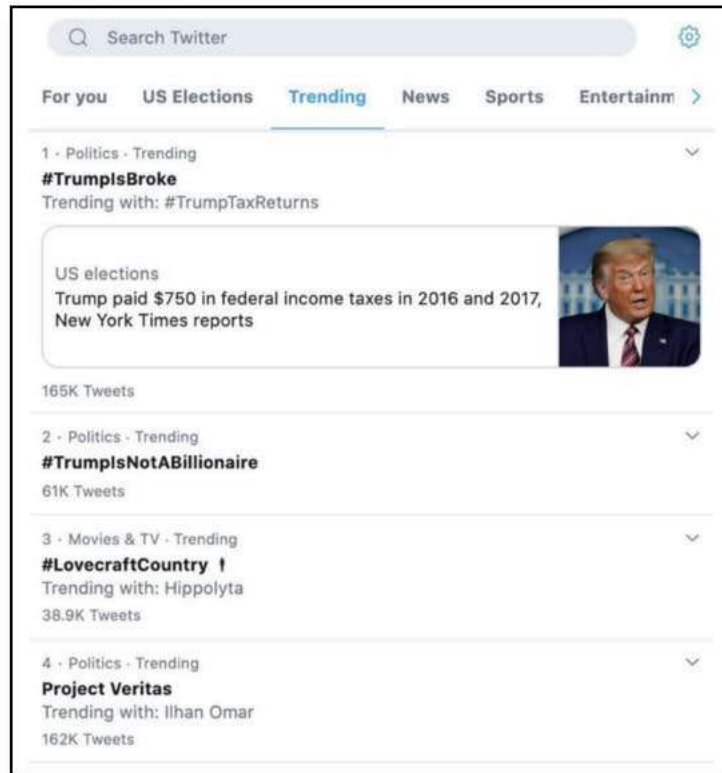 Search Twitter
For you US Elections Trending News Sports Entertainm
1 · Politics · Trending
#TrumpIsBroke
Trending with: #TrumpTaxReturns
US elections
Trump paid $750 in federal income taxes in 2016 and 2017,
New York Times reports
165K Tweets
2 · Politics · Trending
#TrumpIsNotABillionaire
61K Tweets
3 · Movies & TV · Trending
#LovecraftCountry
Trending with: Hippolyta
38.9K Tweets
4 · Politics · Trending
Project Veritas
Trending with: Ilhan Omar
162K Tweets